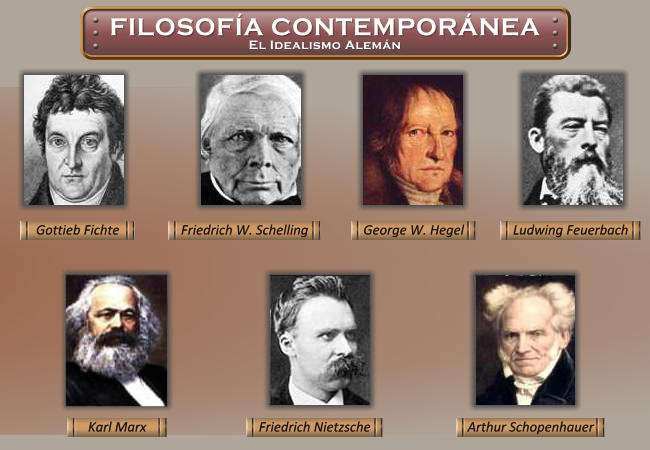 FILOSOFÍA CONTEMPORÁNEA
EL IDEALISMO ALEMÁN
Gottieb Fichte
Friedrich W. Schelling
George W. Hegel
Ludwing Feuerbach
Karl Marx
Friedrich Nietzsche
Arthur Schopenhauer